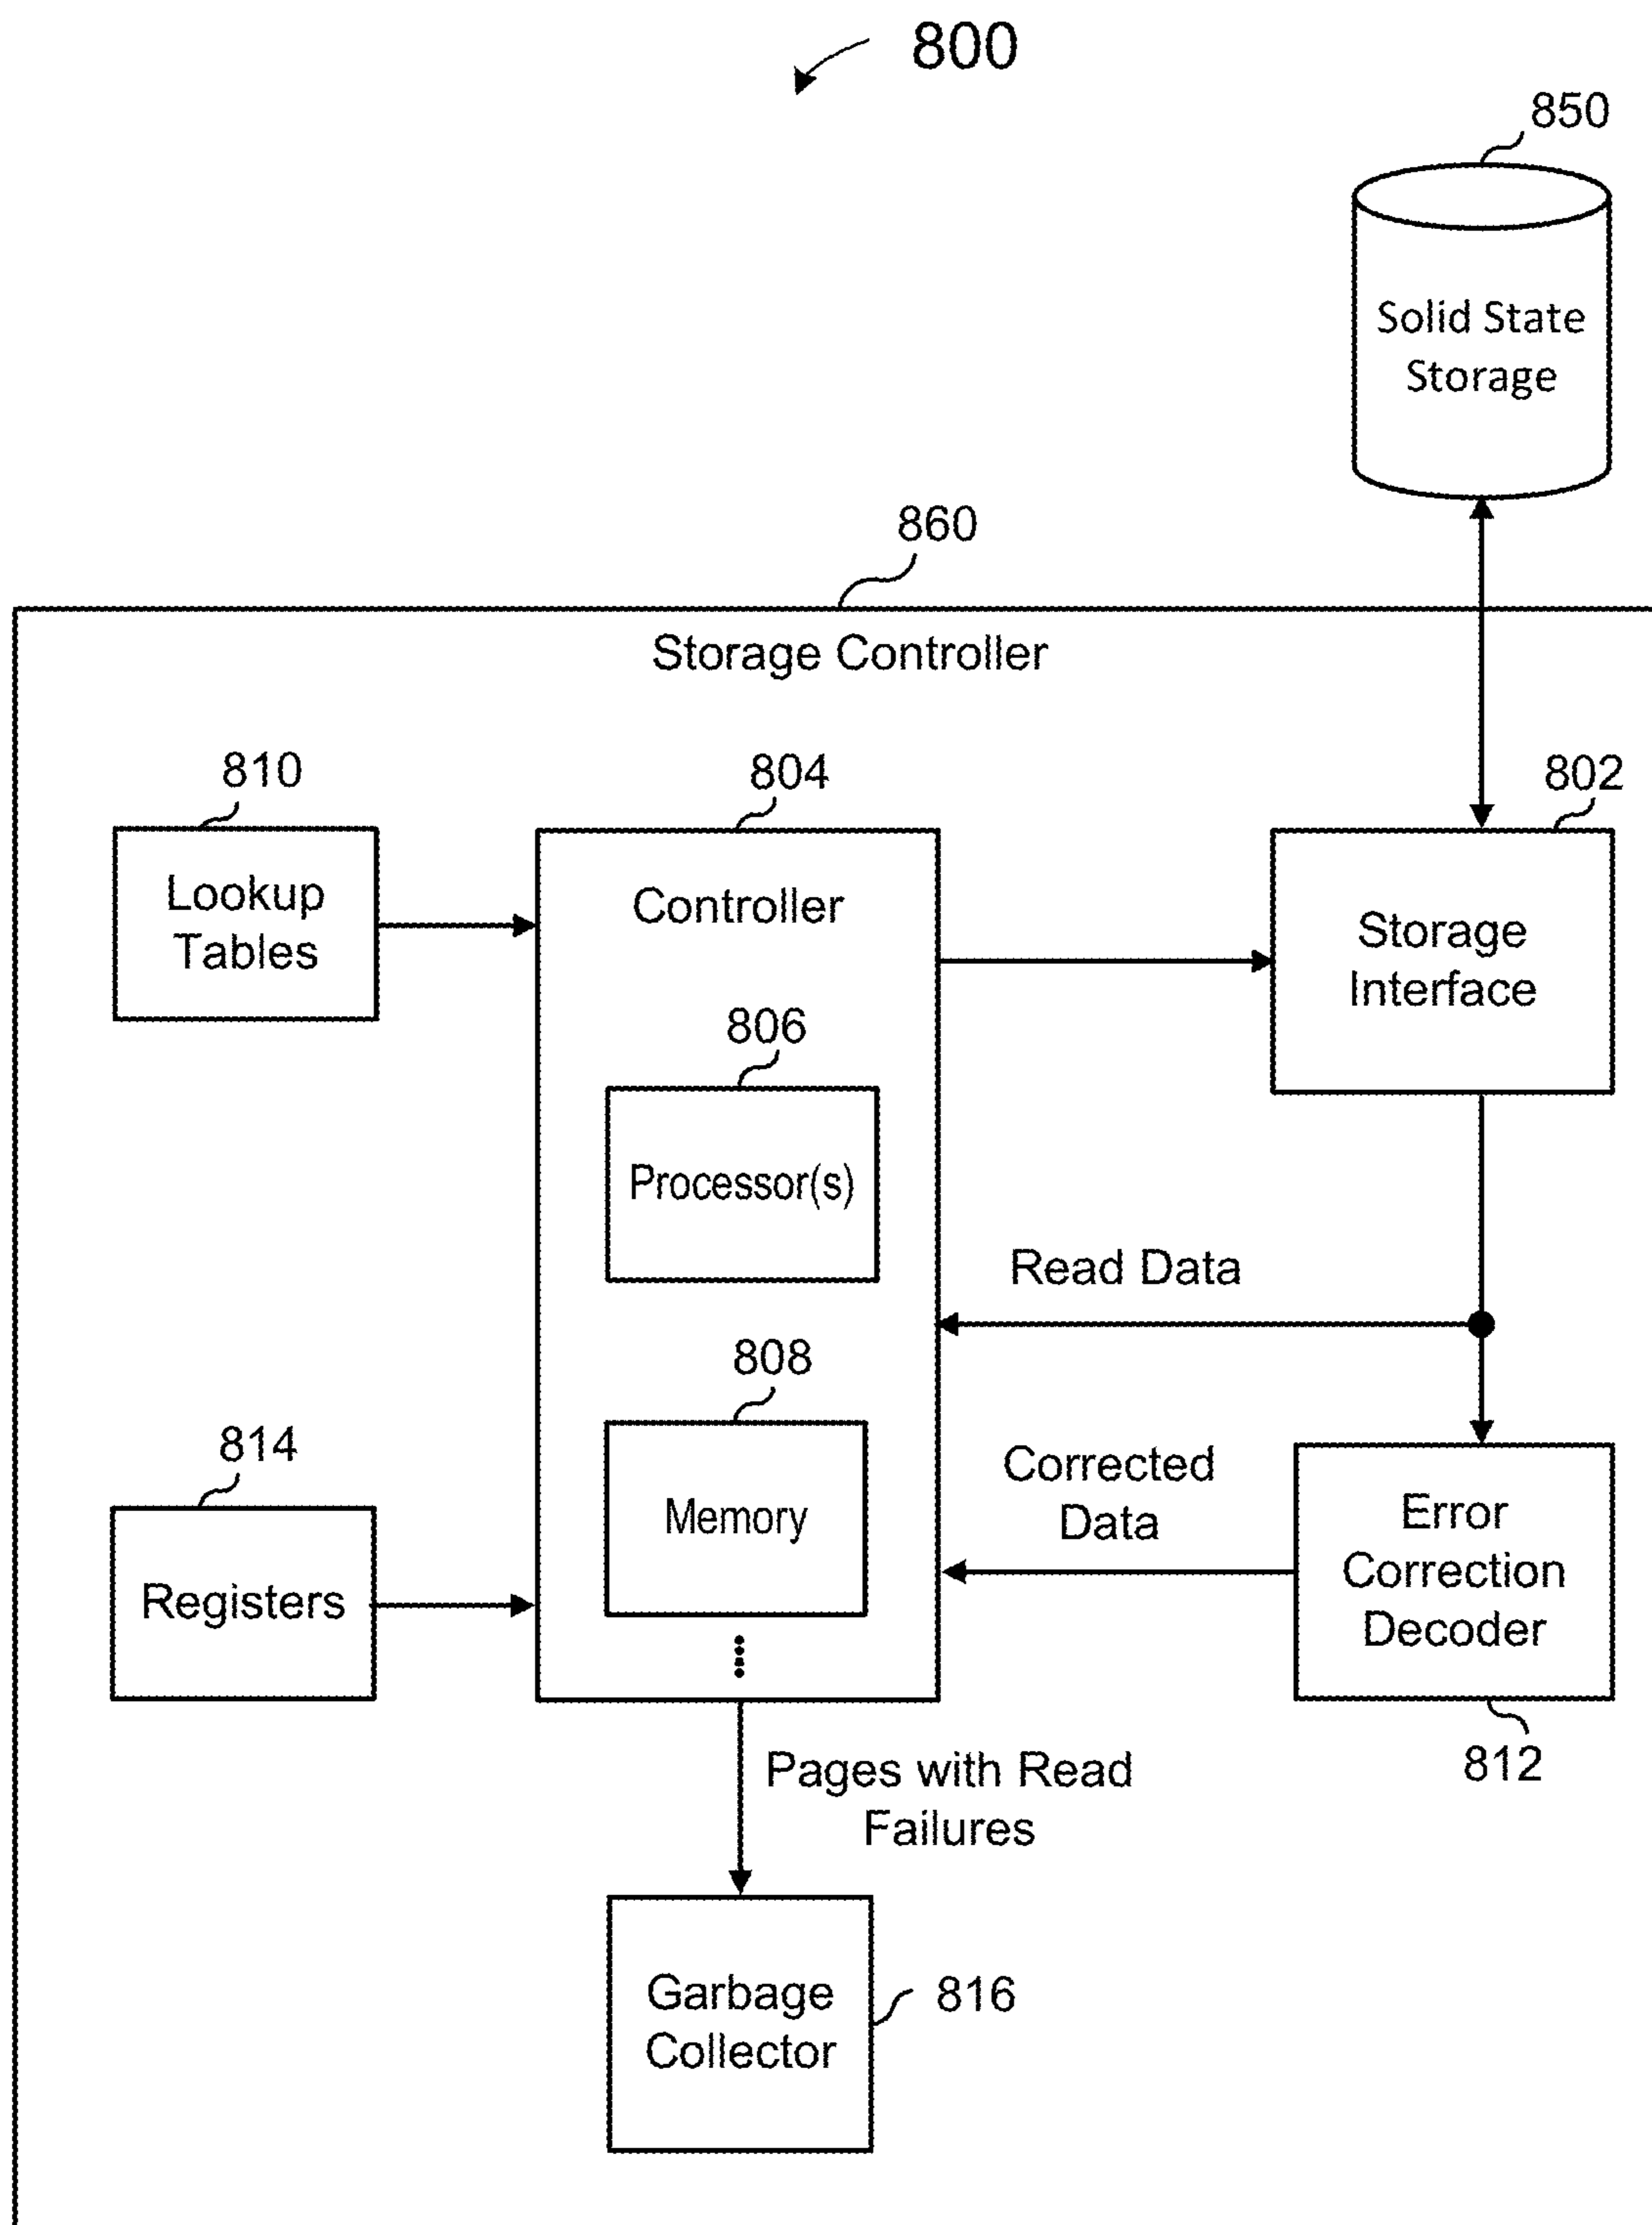 800
850
Solid State
Storage
860
Storage Controller
810
804
802
Lookup
Tables
Controller
Storage
Interface
806
Processor(s)
Read Data
808
814
Memory
Corrected
Data
Error
Correction
Decoder
Registers
812
Pages with Read
Failures
Garbage
Collector
816